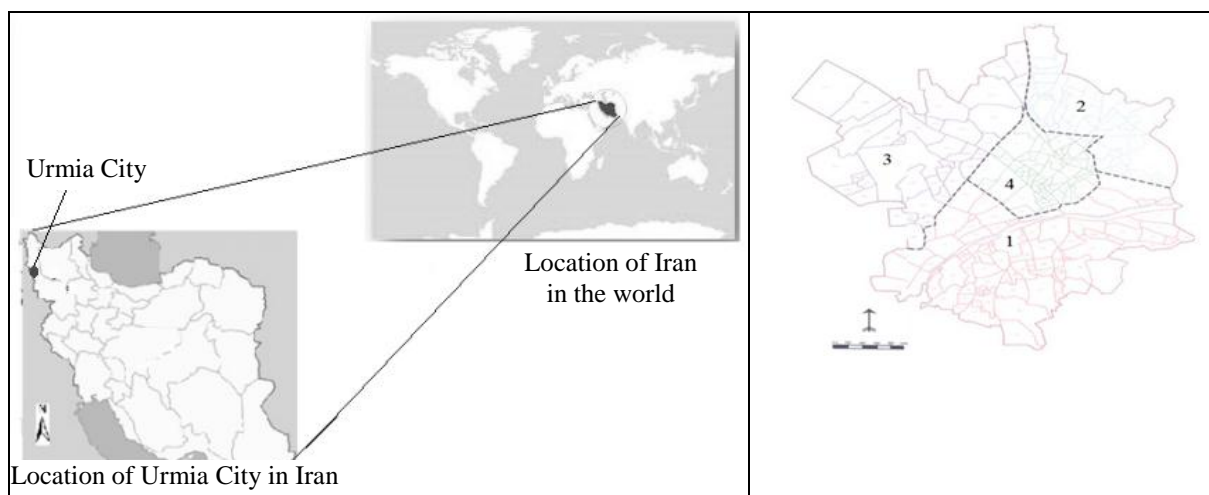 Urmia City
Location of Iran
in the world
N
Location of Urmia City in Iran
2
3
4
1